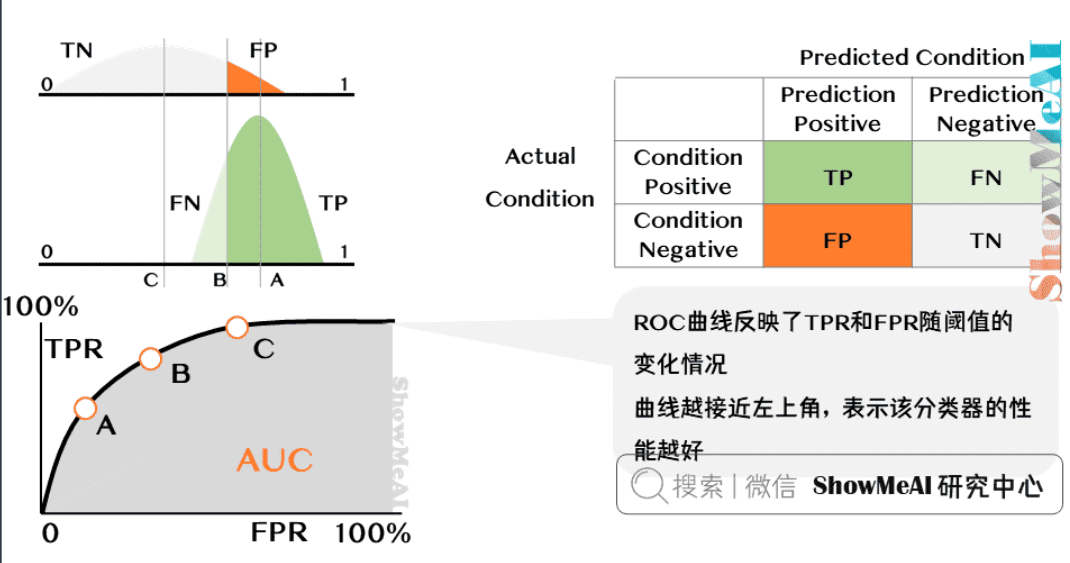 TN
FP
0
1
FN
TP
0
1
C
B
A
100%
TPR
A
B
C
AUC
0
FPR
100%
ShowMeAI
Predicted Condition
Prediction Positive
Prediction Negative
Actual Condition
Condition Positive
TP
FN
Condition Negative
FP
TN
ShowMeAI
ROC曲线反映了TPR和FPR随阈值的
变化情况
曲线越接近左上角，表示该分类器的性
能越好
搜索 | 微信 ShowMeAI 研究中心